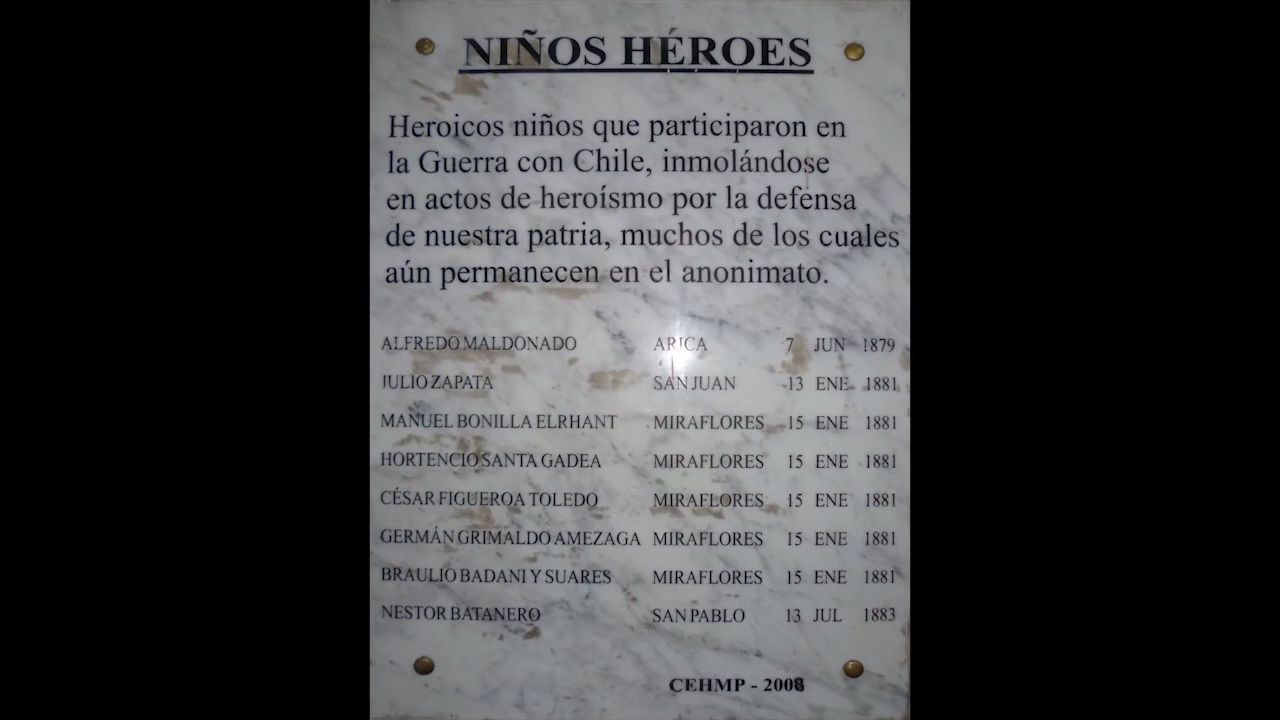 NIÑOS HÉROES
Heroicos niños que participaron en
la Guerra con Chile, inmolándose
en actos de heroísmo por la defensa
de nuestra patria, muchos de los cuales
aún permanecen en el anonimato.
ALFREDO MALDONADO ARICA 7 JUN 1879
JULIO ZAPATA SAN JUAN 13 ENE 1881
MANUEL BONILLA ELRHANT MIRAFLORES 15 ENE 1881
HORTENCIO SANTA GADEA MIRAFLORES 15 ENE 1881
CÉSAR FIGUEROA TOLEDO MIRAFLORES 15 ENE 1881
GERMÁN GRIMALDO AMEZAGA MIRAFLORES 15 ENE 1881
BRAULIO BADANI Y SUARES MIRAFLORES 15 ENE 1881
NESTOR BATANERO SAN PABLO 13 JUL 1883
CEHMP - 2008